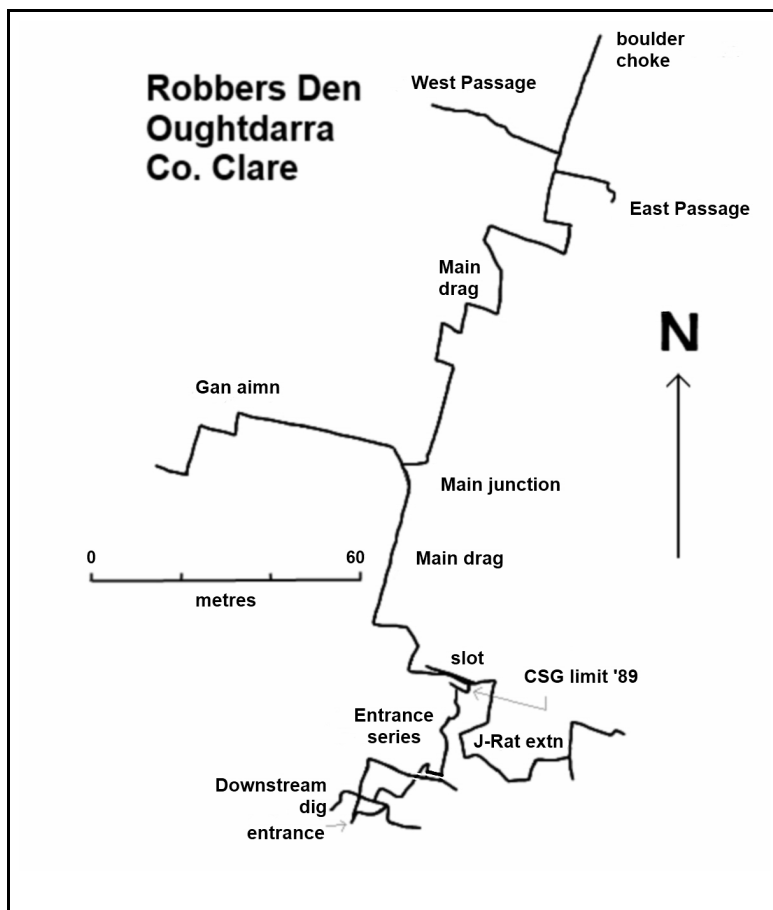 Robbers Den
Oughtdarra
Co. Clare
boulder
choke
West Passage
East Passage
Main
drag
N
Gan aimn
Main junction
0
60
metres
Main drag
slot
CSG limit '89
Entrance
series
J-Rat extn
Downstream
dig
entrance